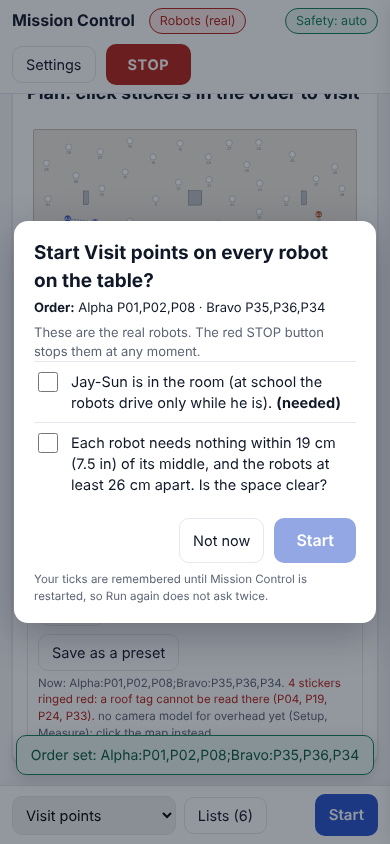 Mission Control
Robots (real)
Safety: auto
Settings
STOP
Plan: click stickers in the order to visit
Start Visit points on every robot
on the table?
Order: Alpha P01,P02,P08 · Bravo P35,P36,P34
These are the real robots. The red STOP button
stops them at any moment.
Jay-Sun is in the room (at school the
robots drive only while he is). (needed)
Each robot needs nothing within 19 cm
(7.5 in) of its middle, and the robots at
least 26 cm apart. Is the space clear?
Not now
Start
Your ticks are remembered until Mission Control is
restarted, so Run again does not ask twice.
Save as a preset
Now: Alpha:P01,P02,P08;Bravo:P35,P36,P34. 4 stickers
ringed red: a roof tag cannot be read there (P04, P19,
P24, P33). no camera model for overhead yet (Setup,
Measure): click the map instead
Order set: Alpha:P01,P02,P08;Bravo:P35,P36,P34
Visit points
Lists (6)
Start